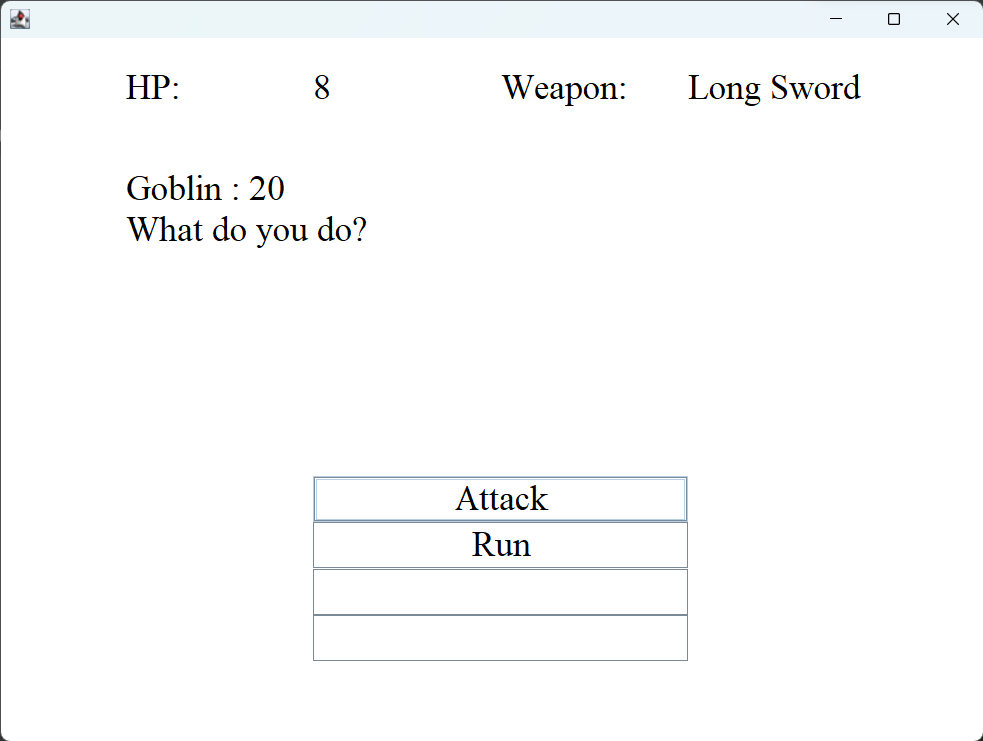 HP: 8 Weapon: Long Sword
Goblin : 20
What do you do?
Attack
Run